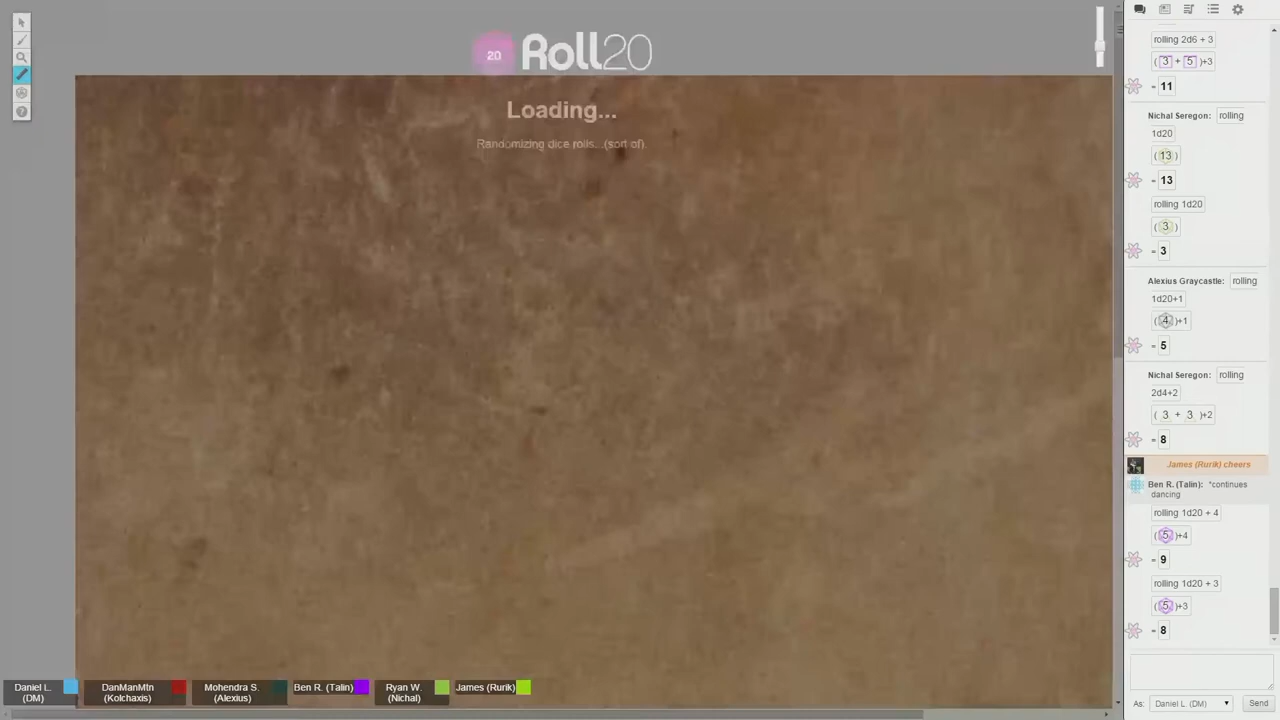 20 Roll20
Loading...
Randomizing dice rolls...(sort of).
Daniel L.
(DM)
DanManMtn
(Kolchaxis)
Mohendra S.
(Alexius)
Ben R. (Talin)
Ryan W.
(Nichal)
James (Rurik)
rolling 2d6 + 3
(3 + 5)+3
= 11
Nichal Seregon: rolling
1d20
(13)
= 13
rolling 1d20
(3)
= 3
Alexius Graycastle: rolling
1d20+1
(4)+1
= 5
Nichal Seregon: rolling
2d4+2
(3 + 3)+2
= 8
James (Rurik) cheers
Ben R. (Talin): *continues
dancing
rolling 1d20 + 4
(5)+4
= 9
rolling 1d20 + 3
(5)+3
= 8
As: Daniel L. (DM) Send